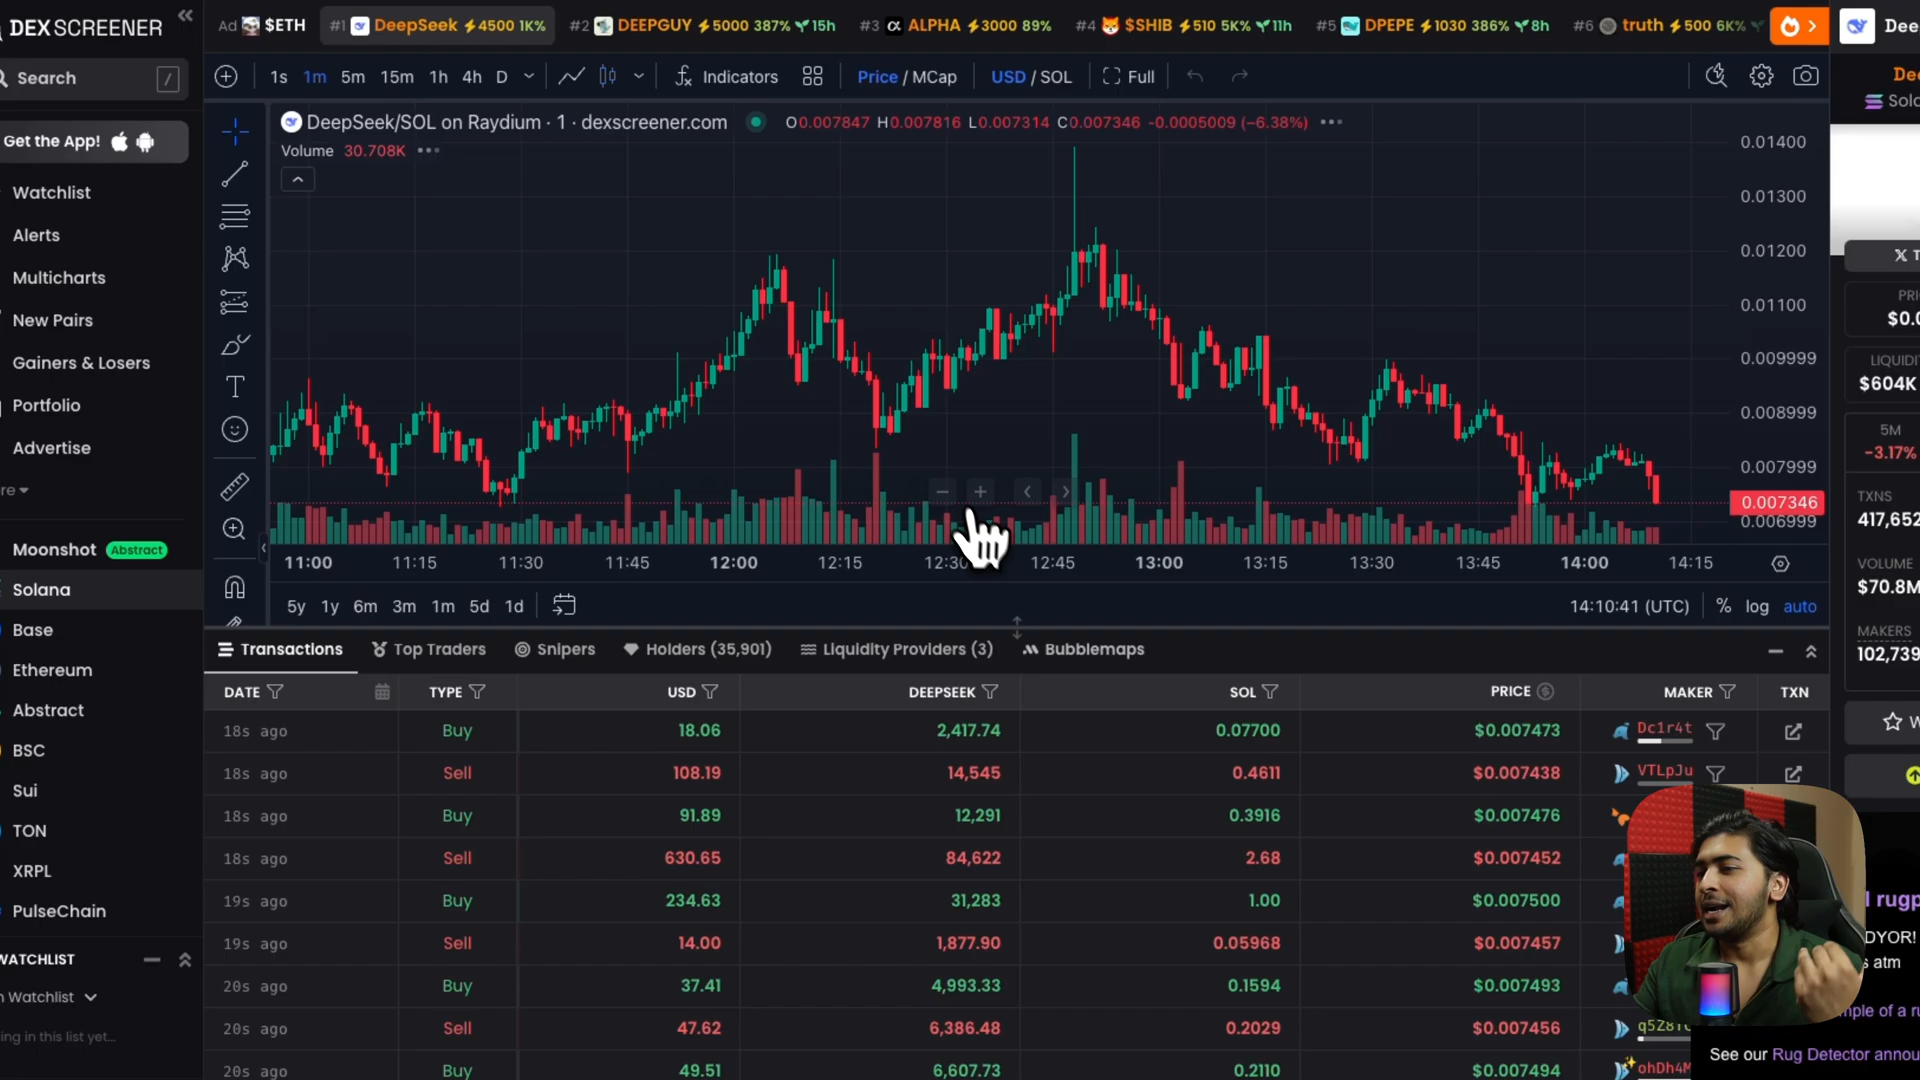 DEX SCREENER
Ad $ETH #1 DeepSeek ⚡4500 1K% #2 DEEPGUY ⚡5000 387% 15h #3 ALPHA ⚡3000 89% #4 $SHIB ⚡510 5K% 11h #5 DPEPE ⚡1030 386% 8h #6 truth ⚡500 6K%
Search /
1s 1m 5m 15m 1h 4h D Indicators Price / MCap USD / SOL Full
Get the App!
DeepSeek/SOL on Raydium · 1 · dexscreener.com O0.007847 H0.007816 L0.007314 C0.007346 -0.0005009 (−6.38%)
Volume 30.708K
0.01400
0.01300
0.01200
0.01100
0.009999
0.008999
0.007999
0.007346
0.006999
11:00 11:15 11:30 11:45 12:00 12:15 12:30 12:45 13:00 13:15 13:30 13:45 14:00 14:15
5y 1y 6m 3m 1m 5d 1d 14:10:41 (UTC) % log auto
Watchlist
Alerts
Multicharts
New Pairs
Gainers & Losers
Portfolio
Advertise
Moonshot Abstract
Solana
Base
Ethereum
Abstract
BSC
Sui
TON
XRPL
PulseChain
WATCHLIST
Watchlist
ing in this list yet...
Transactions Top Traders Snipers Holders (35,901) Liquidity Providers (3) Bubblemaps
DATE TYPE USD DEEPSEEK SOL PRICE MAKER TXN
18s ago Buy 18.06 2,417.74 0.07700 $0.007473 Dc1r4t
18s ago Sell 108.19 14,545 0.4611 $0.007438 VTLpJu
18s ago Buy 91.89 12,291 0.3916 $0.007476
18s ago Sell 630.65 84,622 2.68 $0.007452
19s ago Buy 234.63 31,283 1.00 $0.007500
19s ago Sell 14.00 1,877.90 0.05968 $0.007457
20s ago Buy 37.41 4,993.33 0.1594 $0.007493
20s ago Sell 47.62 6,386.48 0.2029 $0.007456
20s ago Buy 49.51 6,607.73 0.2110 $0.007494 ohDh4M
LIQUIDI
$604K
5M
-3.17%
TXNS
417,652
VOLUME
$70.8M
MAKERS
102,739
DYOR!
s atm
mple of a ru
See our Rug Detector annou